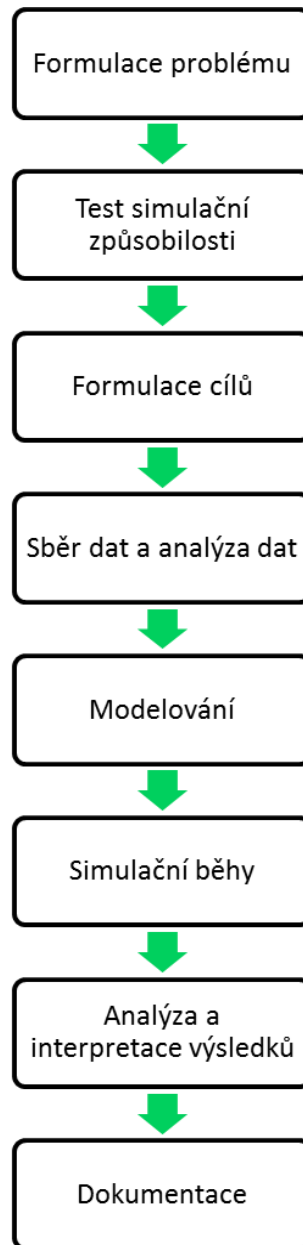 Formulace problému
Test simulační
způsobilosti
Formulace cílů
Sběr dat a analýza dat
Modelování
Simulační běhy
Analýza a
interpretace výsledků
Dokumentace